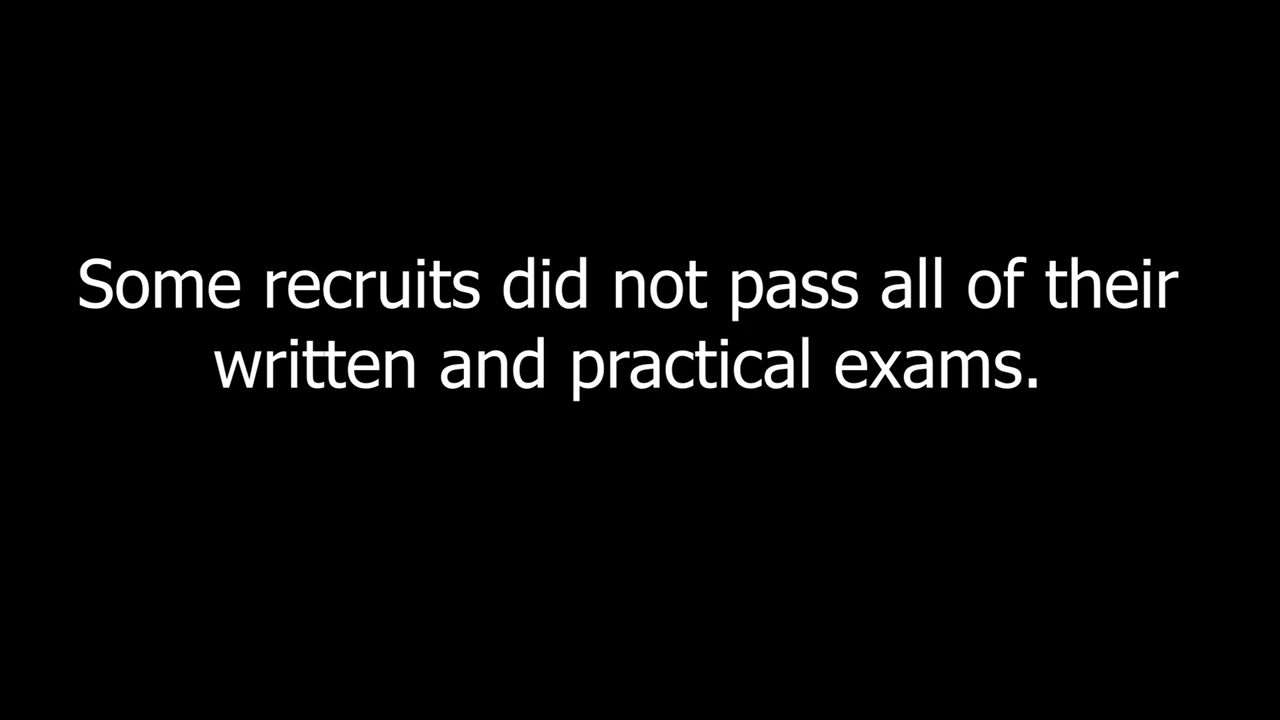 Some recruits did not pass all of their
written and practical exams.